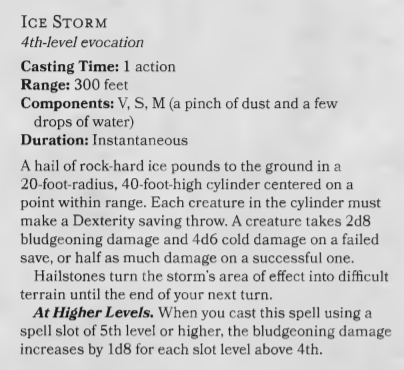 ICE STORM
4th-level evocation
Casting Time: 1 action
Range: 300 feet
Components: V, S, M (a pinch of dust and a few
drops of water)
Duration: Instantaneous
A hail of rock-hard ice pounds to the ground in a
20-foot-radius, 40-foot-high cylinder centered on a
point within range. Each creature in the cylinder must
make a Dexterity saving throw. A creature takes 2d8
bludgeoning damage and 4d6 cold damage on a failed
save, or half as much damage on a successful one.
Hailstones turn the storm's area of effect into difficult
terrain until the end of your next turn.
At Higher Levels. When you cast this spell using a
spell slot of 5th level or higher, the bludgeoning damage
increases by 1d8 for each slot level above 4th.